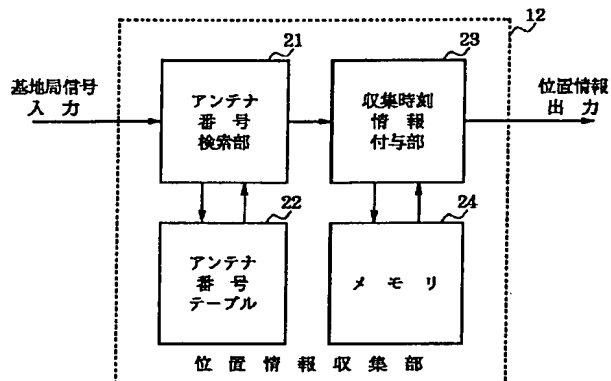 12
21
23
基地局信号
入力
アンテナ
番号
検索部
収集時刻
情報
付与部
位置情報
出力
22
24
アンテナ
番号
テーブル
メモリ
位置情報収集部